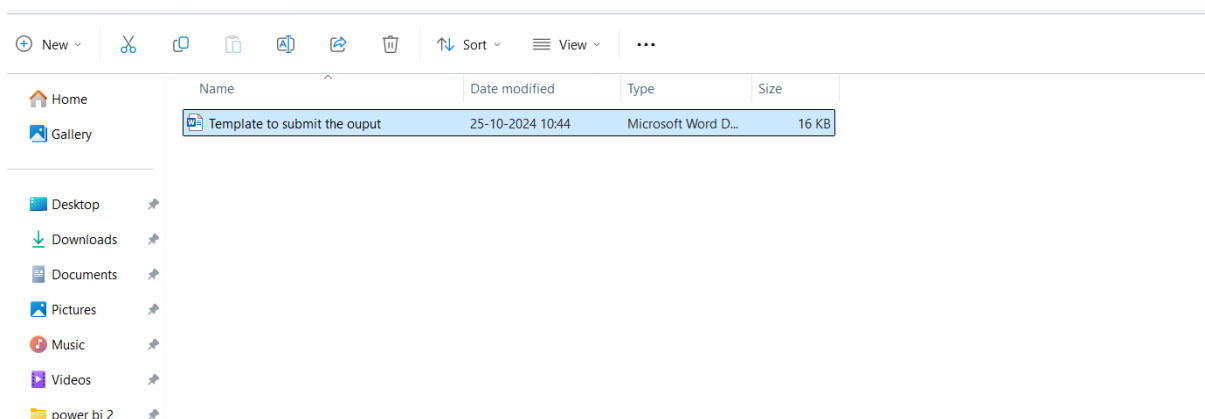 New Sort View
Name Date modified Type Size
Home
Template to submit the ouput 25-10-2024 10:44 Microsoft Word D... 16 KB
Gallery
Desktop
Downloads
Documents
Pictures
Music
Videos
power bi 2